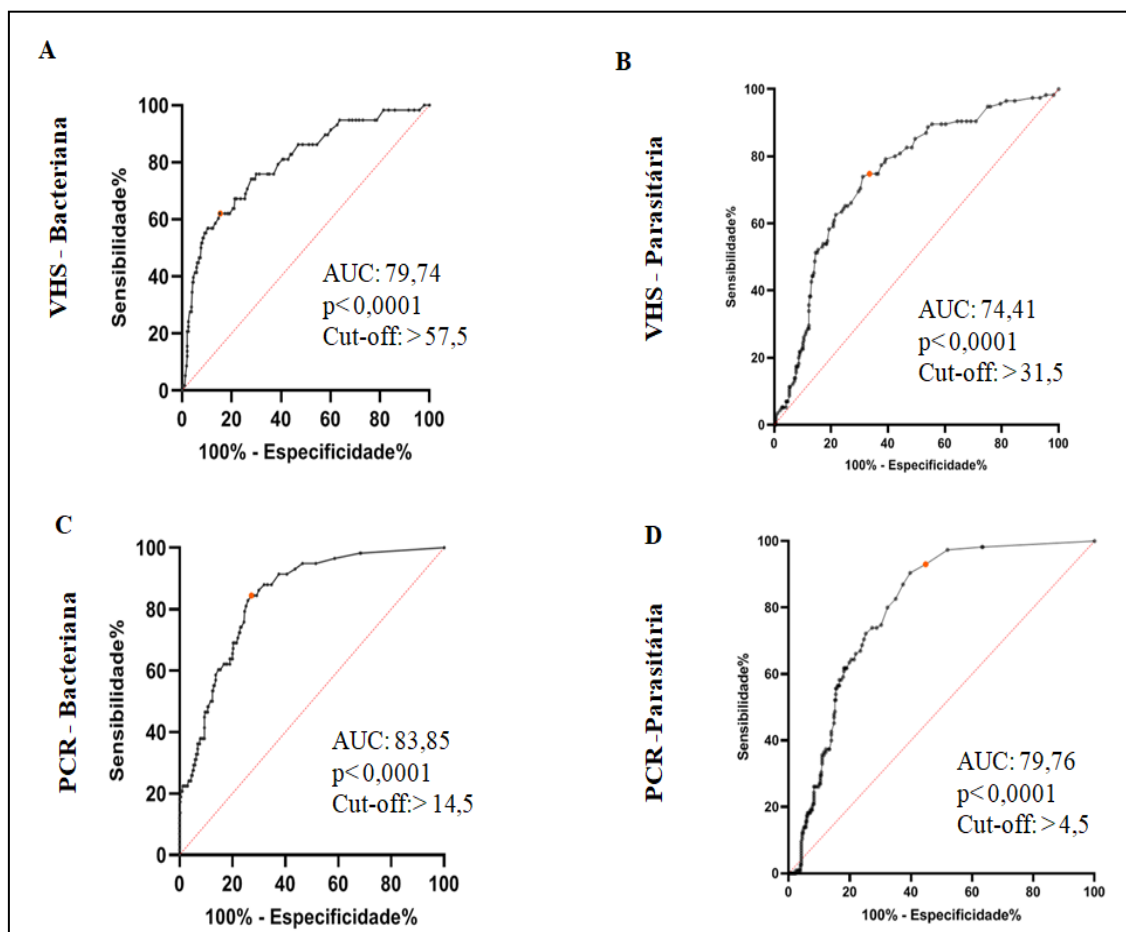 A
VHS - Bacteriana
Sensibilidade%
100
80
60
40
20
0
AUC: 79,74
p<0,0001
Cut-off: >57,5
0 20 40 60 80 100
100% - Especificidade%
B
VHS - Parasitária
Sensibilidade%
100
80
60
40
20
0
AUC: 74,41
p<0,0001
Cut-off: >31,5
0 20 40 60 80 100
100% - Especificidade%
C
PCR - Bacteriana
Sensibilidade%
100
80
60
40
20
0
AUC: 83,85
p<0,0001
Cut-off: >14,5
0 20 40 60 80 100
100% - Especificidade%
D
PCR -Parasitária
Sensibilidade%
100
80
60
40
20
0
AUC: 79,76
p<0,0001
Cut-off: >4,5
0 20 40 60 80 100
100% - Especificidade%